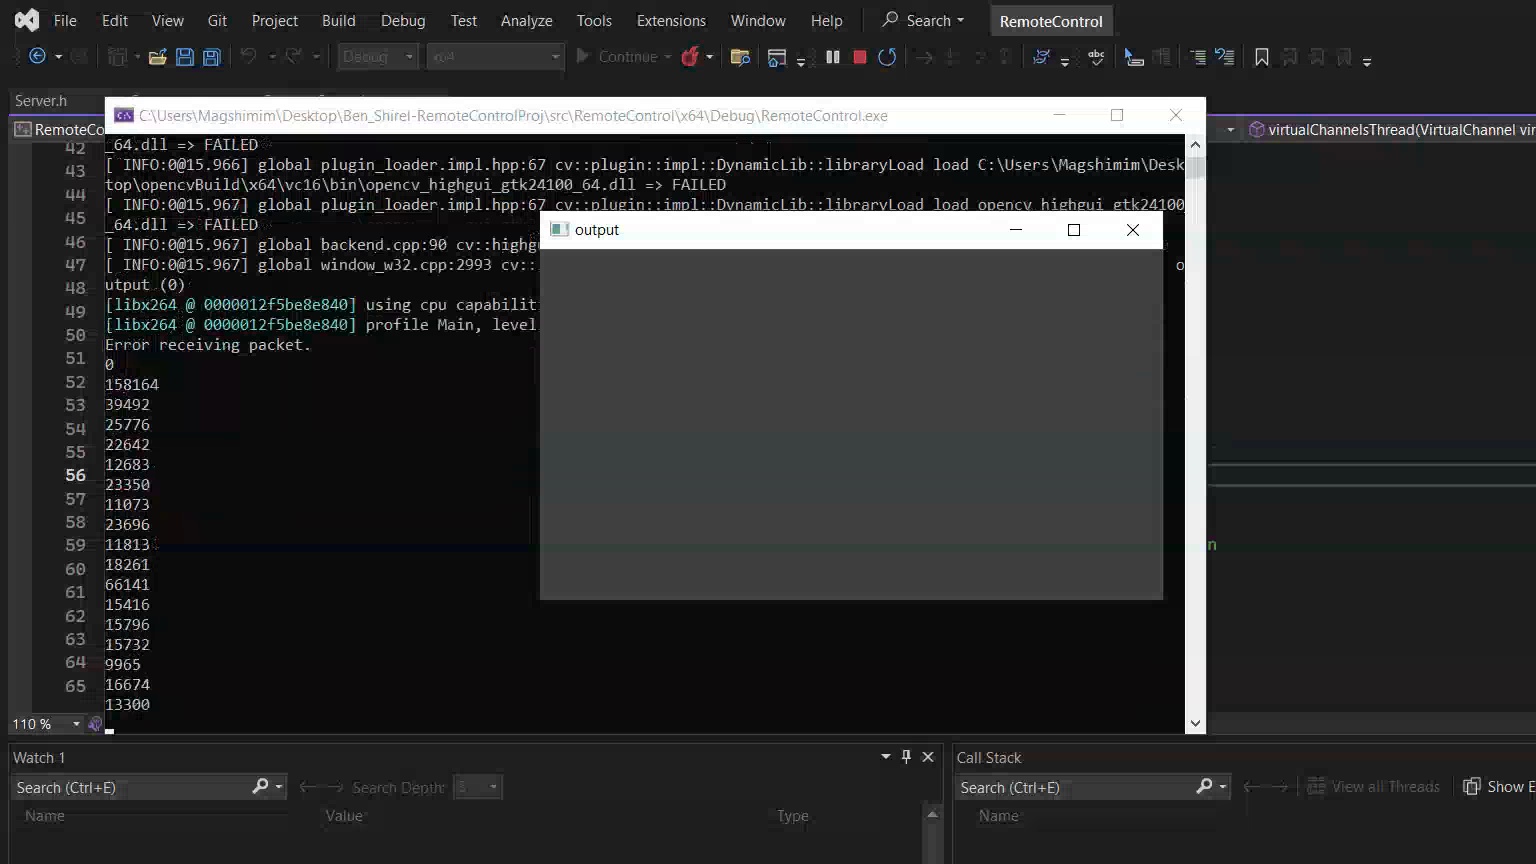 File Edit View Git Project Build Debug Test Analyze Tools Extensions Window Help Search RemoteControl
Debug x64 Continue
Server.h
C:\Users\Magshimim\Desktop\Ben_Shirel-RemoteControlProj\src\RemoteControl\x64\Debug\RemoteControl.exe
RemoteCo
virtualChannelsThread(VirtualChannel vir
42
43
44
45
46
47
48
49
50
51
52
53
54
55
56
57
58
59
60
61
62
63
64
65
_64.dll => FAILED
[ INFO:0@15.966] global plugin_loader.impl.hpp:67 cv::plugin::impl::DynamicLib::libraryLoad load C:\Users\Magshimim\Desk
top\opencvBuild\x64\vc16\bin\opencv_highgui_gtk24100_64.dll => FAILED
[ INFO:0@15.967] global plugin_loader.impl.hpp:67 cv::plugin::impl::DynamicLib::libraryLoad load opencv_highgui_gtk24100
_64.dll => FAILED
[ INFO:0@15.967] global backend.cpp:90 cv::highgu
[ INFO:0@15.967] global window_w32.cpp:2993 cv:: o
utput (0)
[libx264 @ 0000012f5be8e840] using cpu capabiliti
[libx264 @ 0000012f5be8e840] profile Main, level
Error receiving packet.
0
158164
39492
25776
22642
12683
23350
11073
23696
11813
18261
66141
15416
15796
15732
9965
16674
13300
output
n
110 %
Watch 1
Search (Ctrl+E) Search Depth: 3
Name Value Type
Call Stack
Search (Ctrl+E) View all Threads Show E
Name